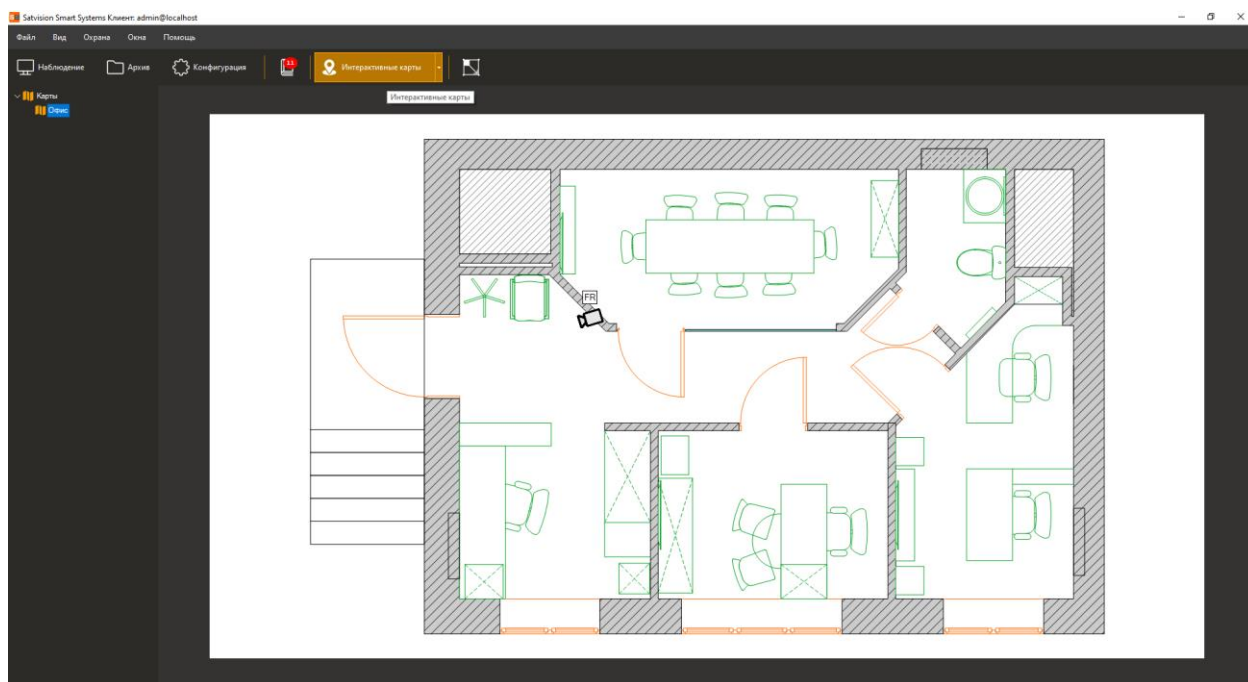 Satvision Smart Systems Клиент: admin@localhost
Файл Вид Охрана Окна Помощь
Наблюдение Архив Конфигурация 11 Интерактивные карты
Интерактивные карты
Карты
Офис
FR